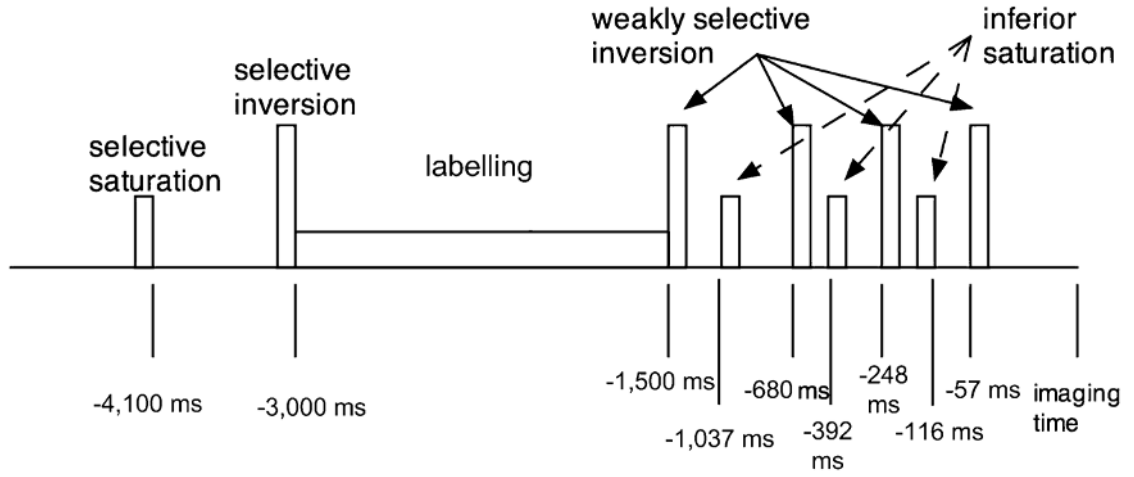 weakly selective
inversion
inferior
saturation
selective
inversion
selective
saturation
labelling
-4,100 ms
-3,000 ms
-1,500 ms
-1,037 ms
-680 ms
-392
ms
-248
ms
-116 ms
-57 ms
imaging
time